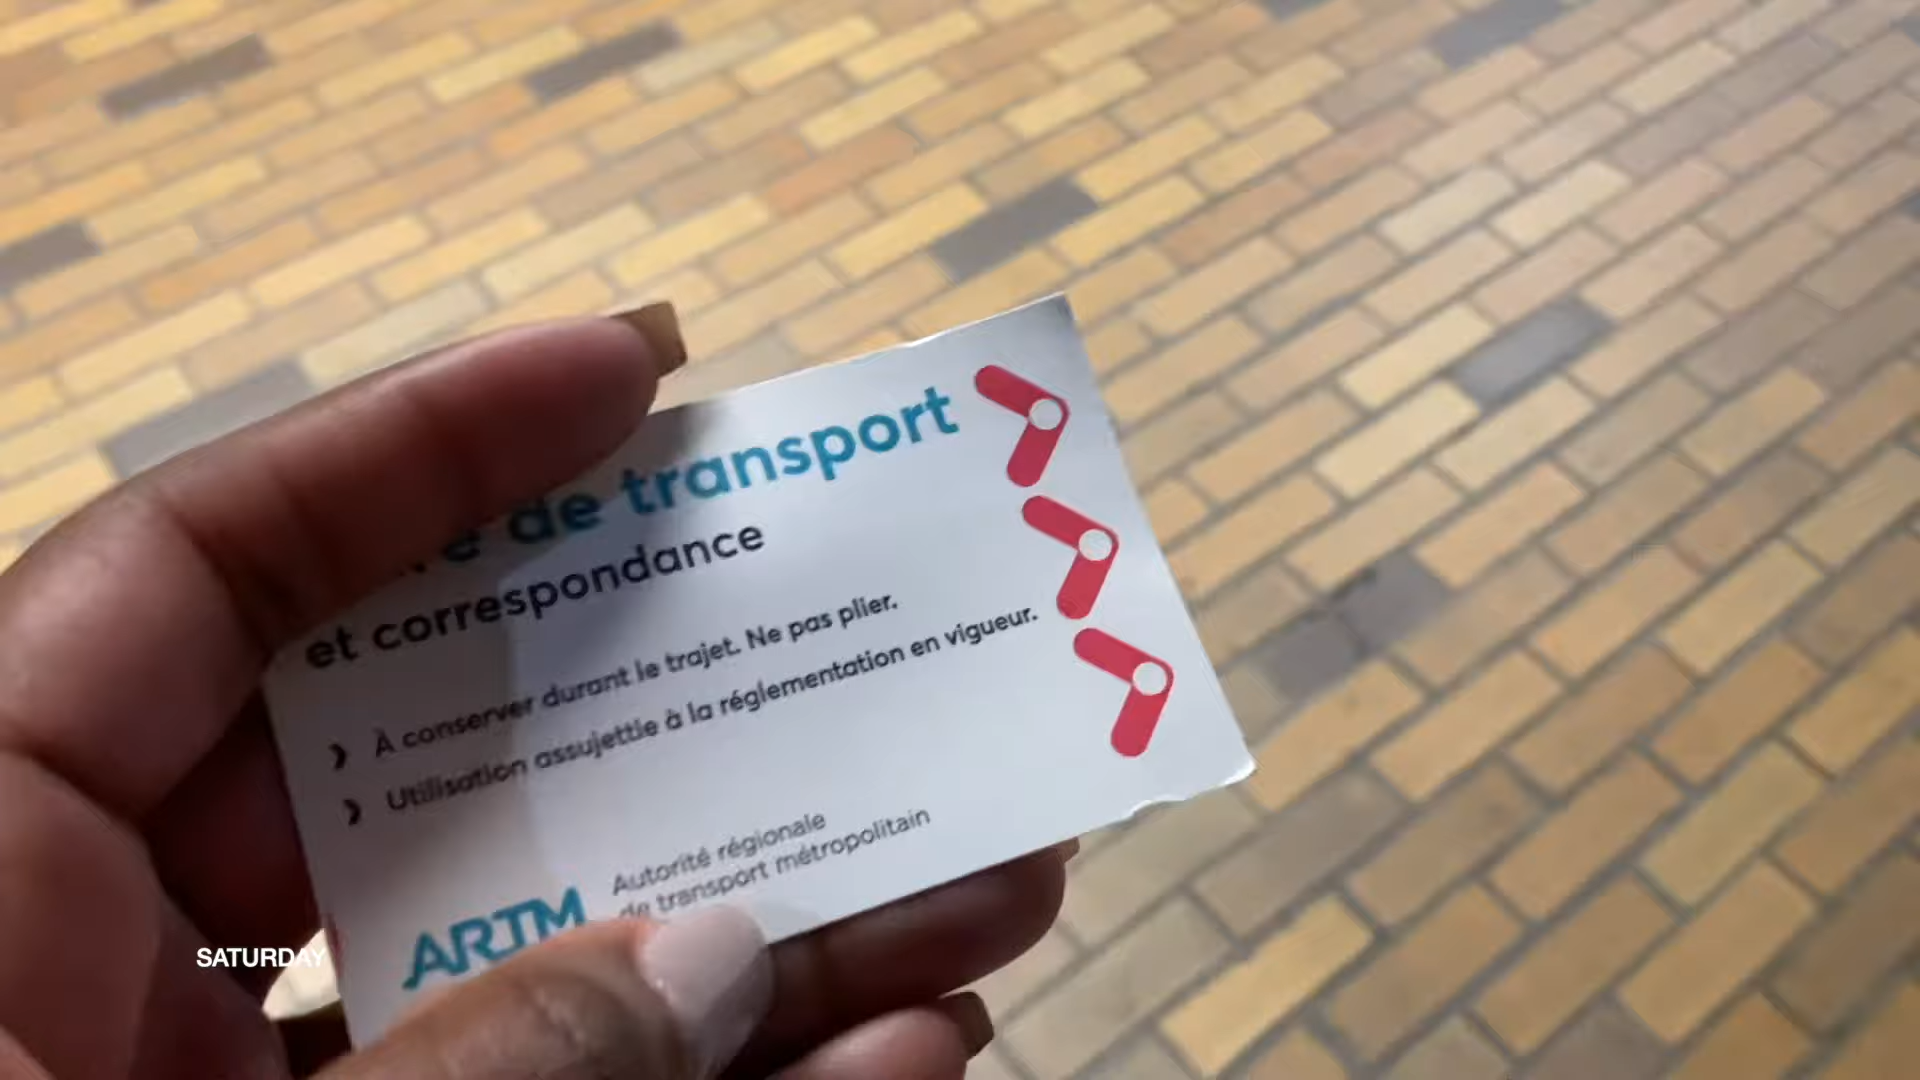 de transport
et correspondance
❯ À conserver durant le trajet. Ne pas plier.
❯ Utilisation assujettie à la réglementation en vigueur.
ARTM
Autorité régionale
de transport métropolitain
SATURDAY